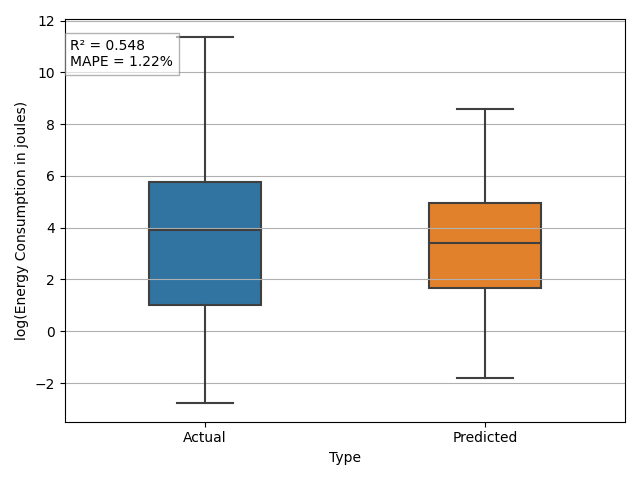 R² = 0.548
MAPE = 1.22%
12
10
8
6
4
2
0
−2
log(Energy Consumption in joules)
Actual
Predicted
Type